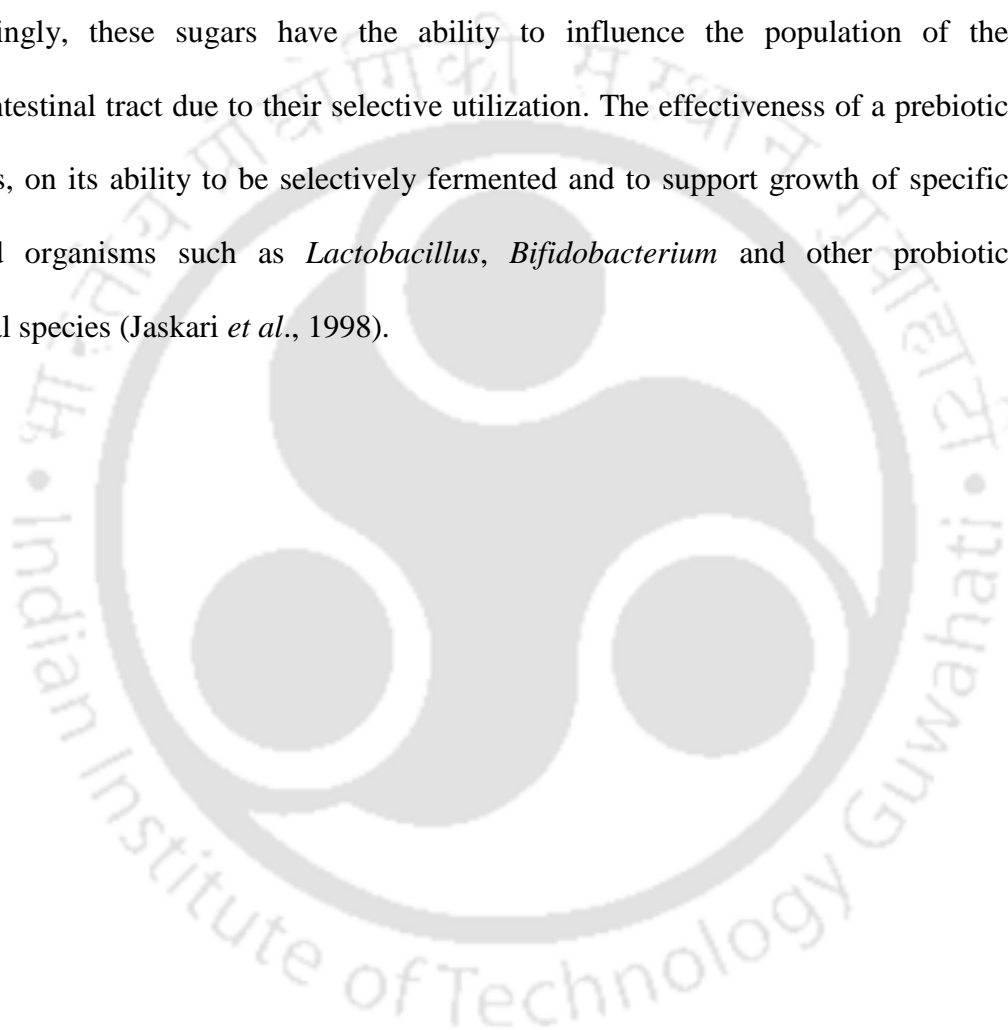 ingly, these sugars have the ability to influence the population of the
ntestinal tract due to their selective utilization. The effectiveness of a prebiotic
s, on its ability to be selectively fermented and to support growth of specific
d organisms such as Lactobacillus, Bifidobacterium and other probiotic
al species (Jaskari et al., 1998).
Indian Institute of Technology Guwahati